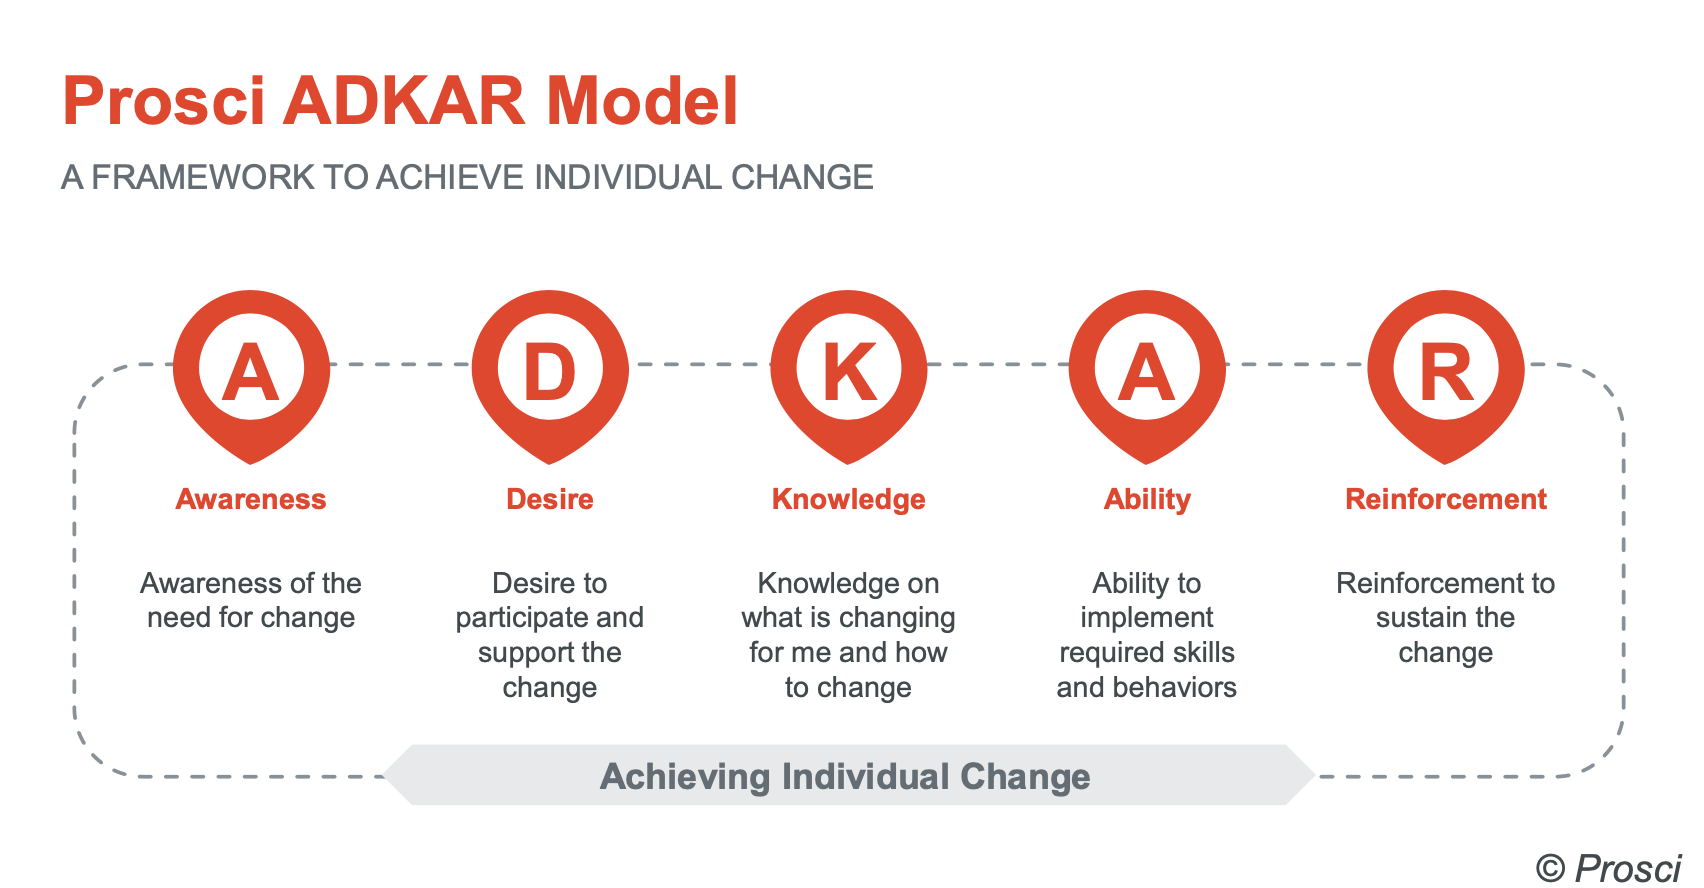 Prosci ADKAR Model
A FRAMEWORK TO ACHIEVE INDIVIDUAL CHANGE
A
D
K
A
R
Awareness
Desire
Knowledge
Ability
Reinforcement
Awareness of the
need for change
Desire to
participate and
support the
change
Knowledge on
what is changing
for me and how
to change
Ability to
implement
required skills
and behaviors
Reinforcement to
sustain the
change
Achieving Individual Change
© Prosci